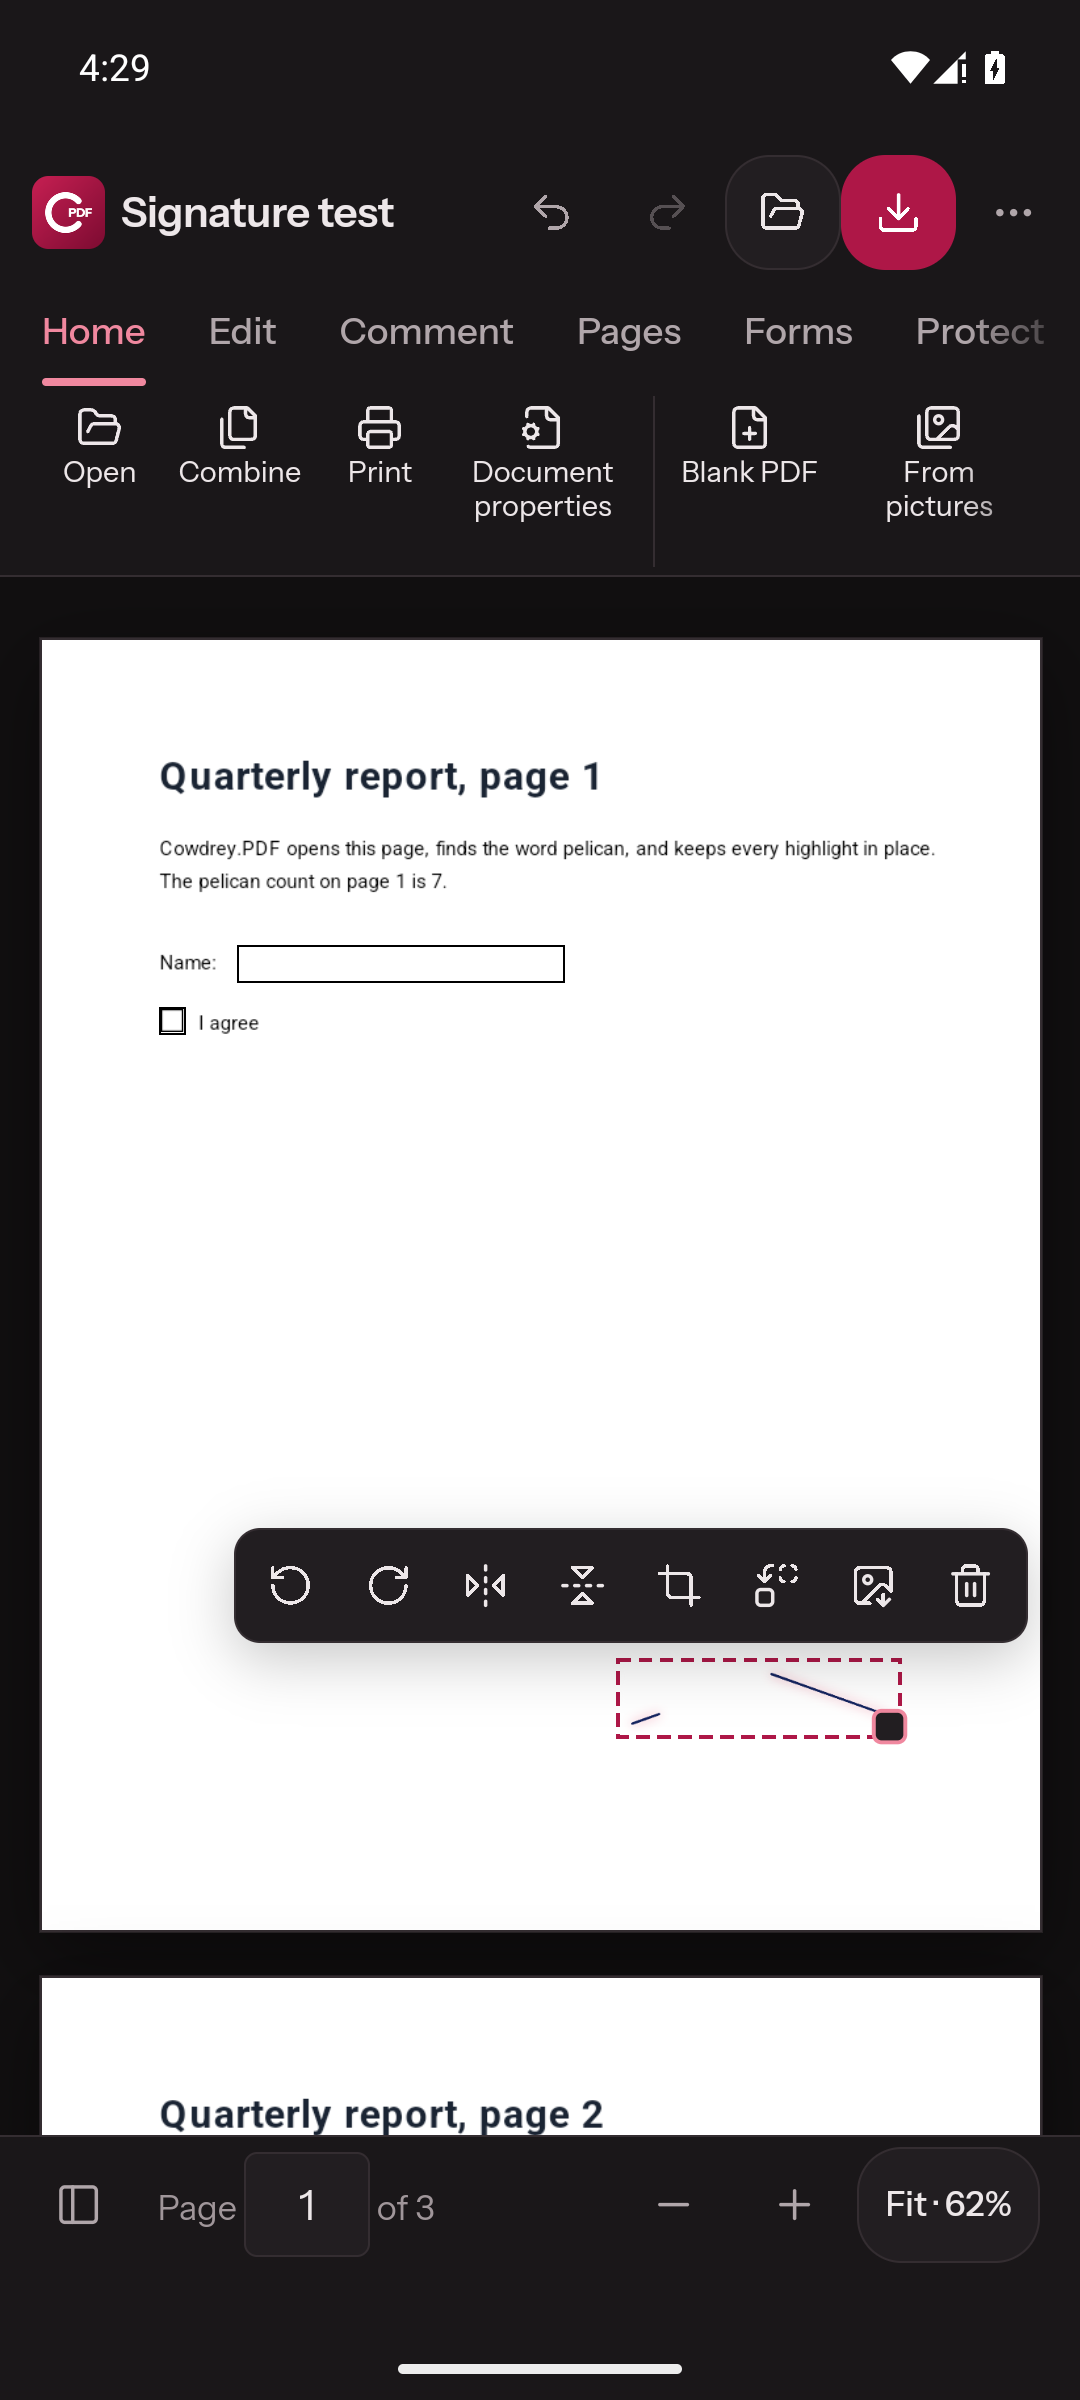 4:29
PDF
Signature test
Home Edit Comment Pages Forms Protect
Open Combine Print Document properties Blank PDF From pictures
Quarterly report, page 1
Cowdrey.PDF opens this page, finds the word pelican, and keeps every highlight in place.
The pelican count on page 1 is 7.
Name:
I agree
Quarterly report, page 2
Page 1 of 3 Fit · 62%